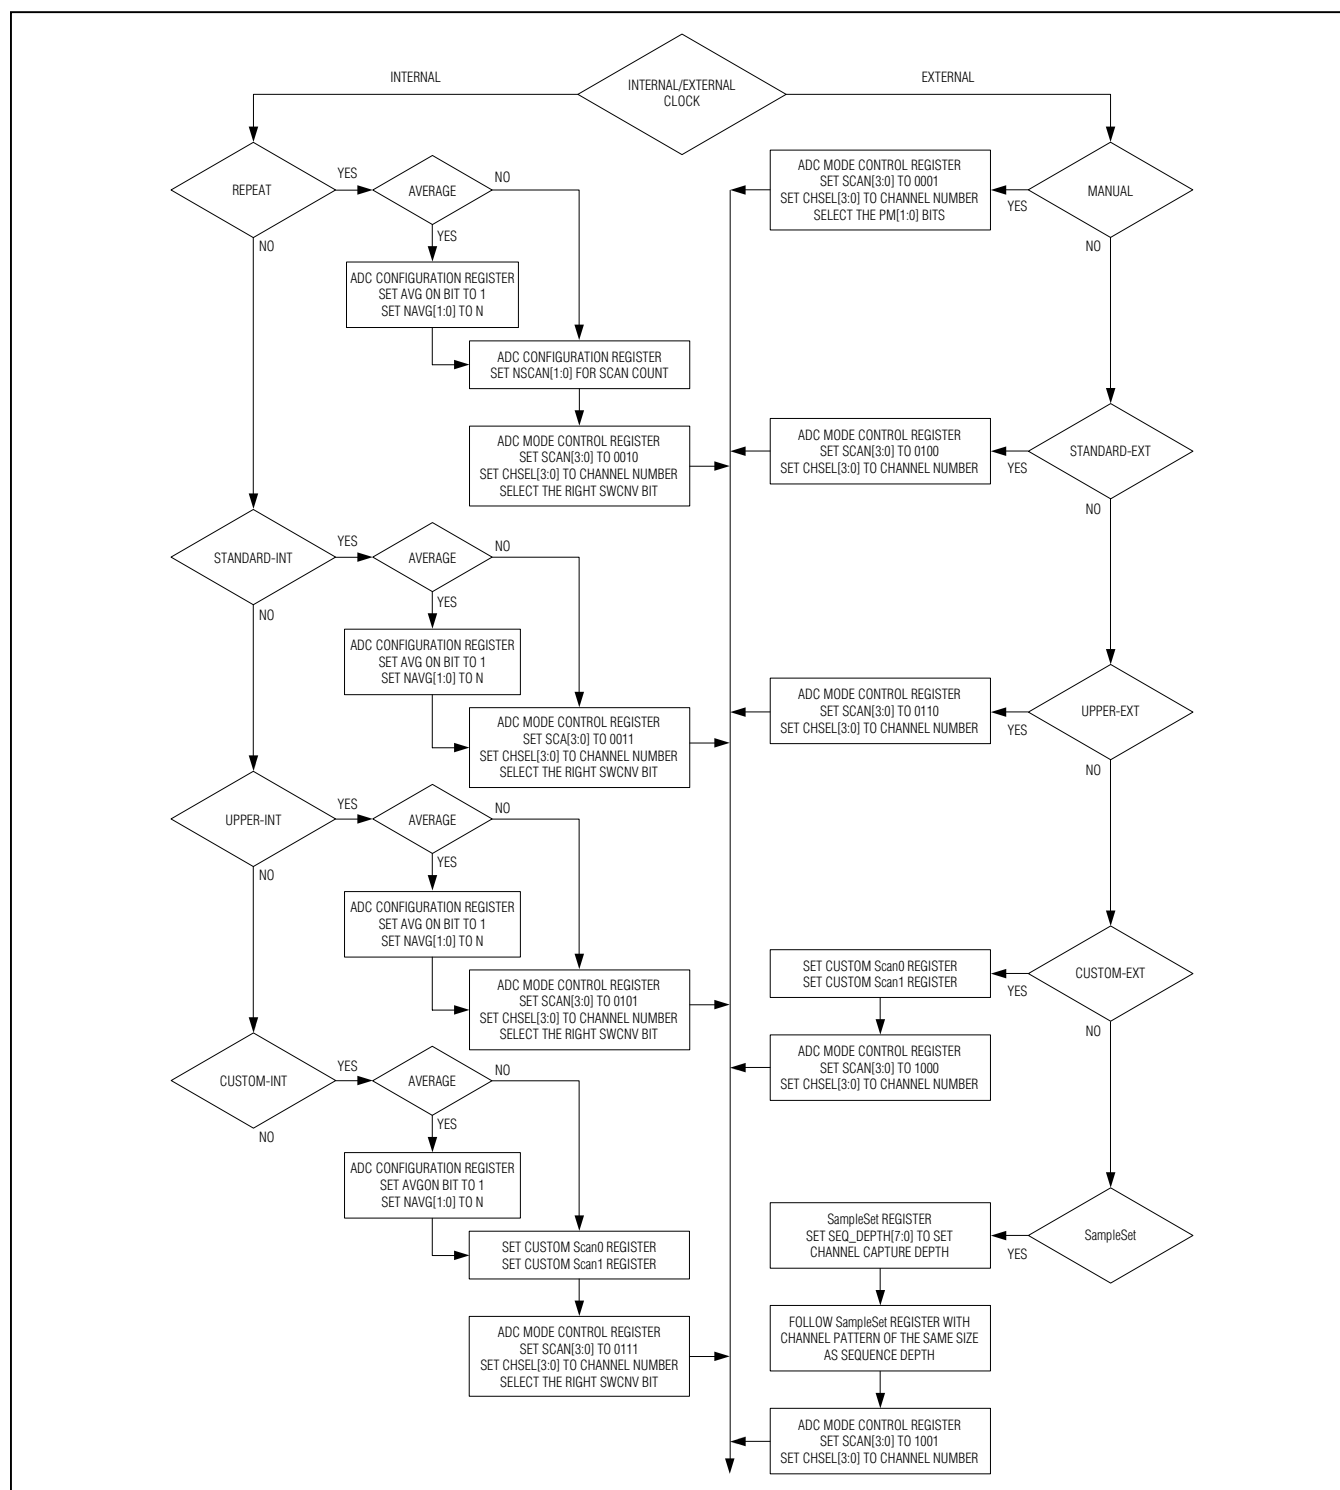 INTERNAL
INTERNAL/EXTERNAL
CLOCK
EXTERNAL
REPEAT
YES
NO
AVERAGE
NO
YES
ADC CONFIGURATION REGISTER
SET AVG ON BIT TO 1
SET NAVG[1:0] TO N
ADC CONFIGURATION REGISTER
SET NSCAN[1:0] FOR SCAN COUNT
ADC MODE CONTROL REGISTER
SET SCAN[3:0] TO 0010
SET CHSEL[3:0] TO CHANNEL NUMBER
SELECT THE RIGHT SWCNV BIT
STANDARD-INT
YES
NO
AVERAGE
NO
YES
ADC CONFIGURATION REGISTER
SET AVG ON BIT TO 1
SET NAVG[1:0] TO N
ADC MODE CONTROL REGISTER
SET SCA[3:0] TO 0011
SET CHSEL[3:0] TO CHANNEL NUMBER
SELECT THE RIGHT SWCNV BIT
UPPER-INT
YES
NO
AVERAGE
NO
YES
ADC CONFIGURATION REGISTER
SET AVG ON BIT TO 1
SET NAVG[1:0] TO N
ADC MODE CONTROL REGISTER
SET SCAN[3:0] TO 0101
SET CHSEL[3:0] TO CHANNEL NUMBER
SELECT THE RIGHT SWCNV BIT
CUSTOM-INT
YES
NO
AVERAGE
NO
YES
ADC CONFIGURATION REGISTER
SET AVGON BIT TO 1
SET NAVG[1:0] TO N
SET CUSTOM Scan0 REGISTER
SET CUSTOM Scan1 REGISTER
ADC MODE CONTROL REGISTER
SET SCAN[3:0] TO 0111
SET CHSEL[3:0] TO CHANNEL NUMBER
SELECT THE RIGHT SWCNV BIT
MANUAL
YES
NO
ADC MODE CONTROL REGISTER
SET SCAN[3:0] TO 0001
SET CHSEL[3:0] TO CHANNEL NUMBER
SELECT THE PM[1:0] BITS
STANDARD-EXT
YES
NO
ADC MODE CONTROL REGISTER
SET SCAN[3:0] TO 0100
SET CHSEL[3:0] TO CHANNEL NUMBER
UPPER-EXT
YES
NO
ADC MODE CONTROL REGISTER
SET SCAN[3:0] TO 0110
SET CHSEL[3:0] TO CHANNEL NUMBER
CUSTOM-EXT
YES
NO
SET CUSTOM Scan0 REGISTER
SET CUSTOM Scan1 REGISTER
ADC MODE CONTROL REGISTER
SET SCAN[3:0] TO 1000
SET CHSEL[3:0] TO CHANNEL NUMBER
SampleSet
YES
SampleSet REGISTER
SET SEQ_DEPTH[7:0] TO SET
CHANNEL CAPTURE DEPTH
FOLLOW SampleSet REGISTER WITH
CHANNEL PATTERN OF THE SAME SIZE
AS SEQUENCE DEPTH
ADC MODE CONTROL REGISTER
SET SCAN[3:0] TO 1001
SET CHSEL[3:0] TO CHANNEL NUMBER